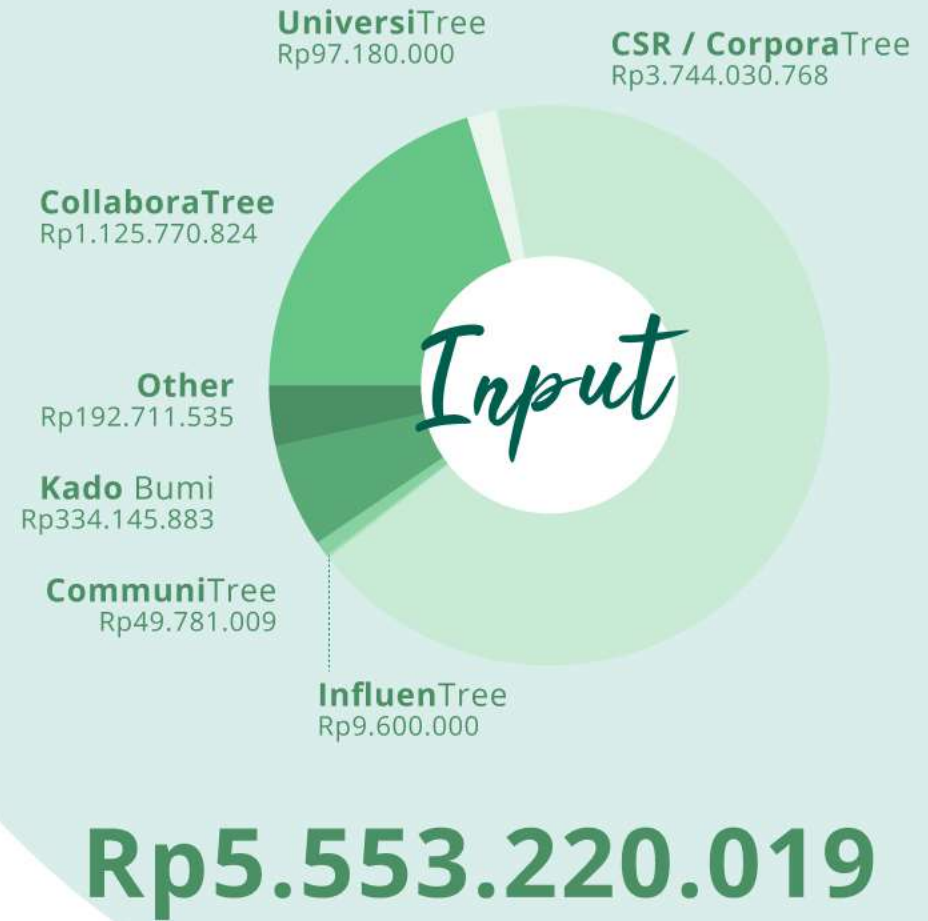 UniversiTree
Rp97.180.000
CSR / CorporaTree
Rp3.744.030.768
CollaboraTree
Rp1.125.770.824
Input
Other
Rp192.711.535
Kado Bumi
Rp334.145.883
CommuniTree
Rp49.781.009
InfluenTree
Rp9.600.000
Rp5.553.220.019